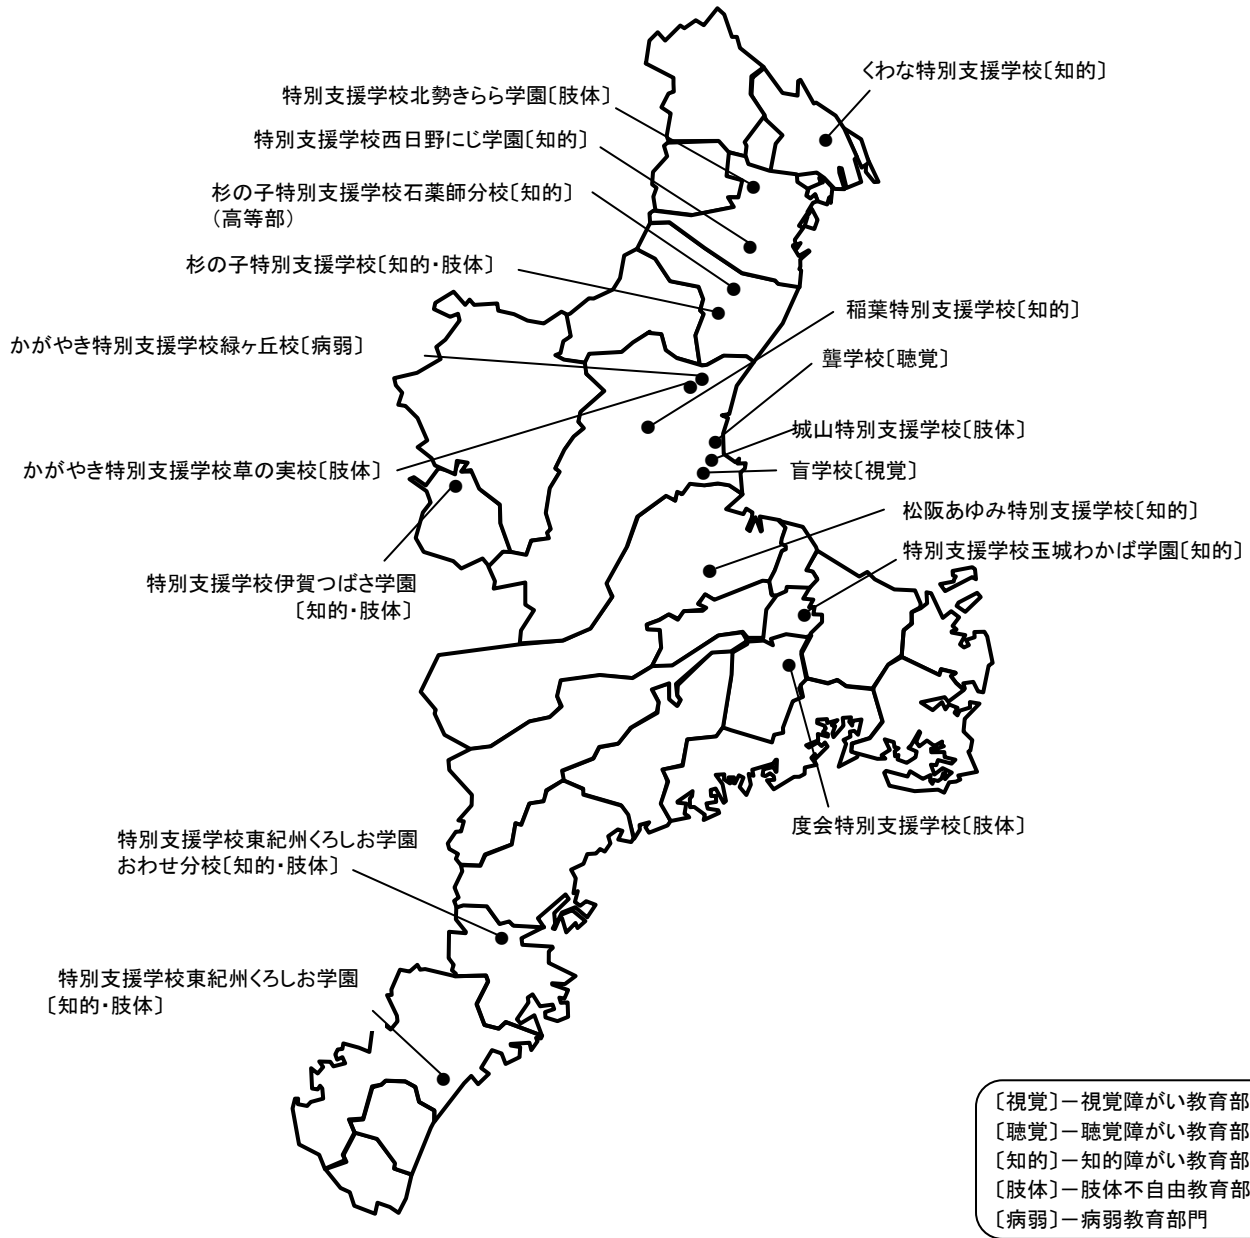 くわな特別支援学校〔知的〕
特別支援学校北勢きらら学園〔肢体〕
特別支援学校西日野にじ学園〔知的〕
杉の子特別支援学校石薬師分校〔知的〕
(高等部)
杉の子特別支援学校〔知的・肢体〕
稲葉特別支援学校〔知的〕
かがやき特別支援学校緑ヶ丘校〔病弱〕
聾学校〔聴覚〕
城山特別支援学校〔肢体〕
かがやき特別支援学校草の実校〔肢体〕
盲学校〔視覚〕
松阪あゆみ特別支援学校〔知的〕
特別支援学校玉城わかば学園〔知的〕
特別支援学校伊賀つばさ学園
〔知的・肢体〕
度会特別支援学校〔肢体〕
特別支援学校東紀州くろしお学園
おわせ分校〔知的・肢体〕
特別支援学校東紀州くろしお学園
〔知的・肢体〕
〔視覚〕－視覚障がい教育部
〔聴覚〕－聴覚障がい教育部
〔知的〕－知的障がい教育部
〔肢体〕－肢体不自由教育部
〔病弱〕－病弱教育部門